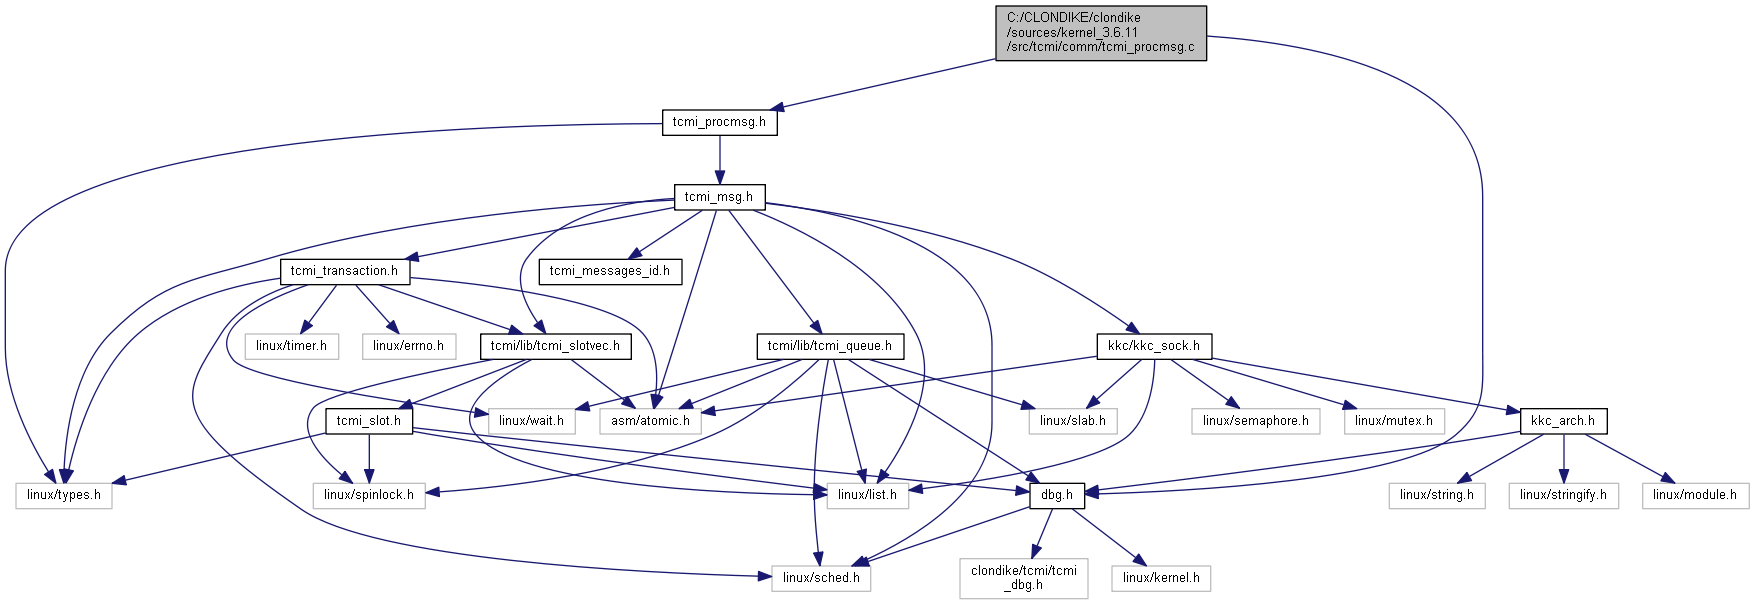 C:/CLONDIKE/clondike
/sources/kernel_3.6.11
/src/tcmi/comm/tcmi_procmsg.c
tcmi_procmsg.h
tcmi_msg.h
tcmi_transaction.h
tcmi_messages_id.h
linux/timer.h
linux/errno.h
tcmi/lib/tcmi_slotvec.h
tcmi/lib/tcmi_queue.h
kkc/kkc_sock.h
tcmi_slot.h
linux/wait.h
asm/atomic.h
linux/slab.h
linux/semaphore.h
linux/mutex.h
kkc_arch.h
linux/types.h
linux/spinlock.h
linux/list.h
dbg.h
linux/string.h
linux/stringify.h
linux/module.h
linux/sched.h
clondike/tcmi/tcmi
_dbg.h
linux/kernel.h